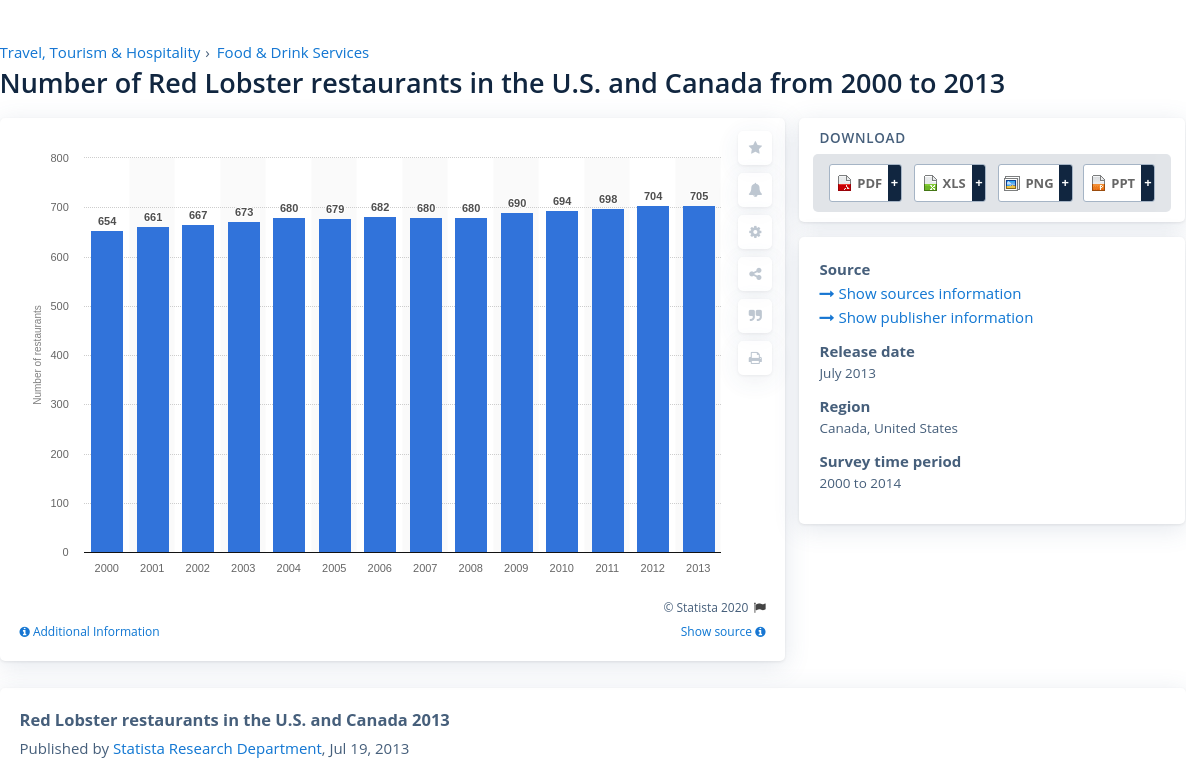 Travel, Tourism & Hospitality › Food & Drink Services
Number of Red Lobster restaurants in the U.S. and Canada from 2000 to 2013
Number of restaurants
800
700
600
500
400
300
200
100
0
654 661 667 673 680 679 682 680 680 690 694 698 704 705
2000 2001 2002 2003 2004 2005 2006 2007 2008 2009 2010 2011 2012 2013
© Statista 2020
Additional Information
Show source
DOWNLOAD
PDF + XLS + PNG + PPT +
Source
Show sources information
Show publisher information
Release date
July 2013
Region
Canada, United States
Survey time period
2000 to 2014
Red Lobster restaurants in the U.S. and Canada 2013
Published by Statista Research Department, Jul 19, 2013